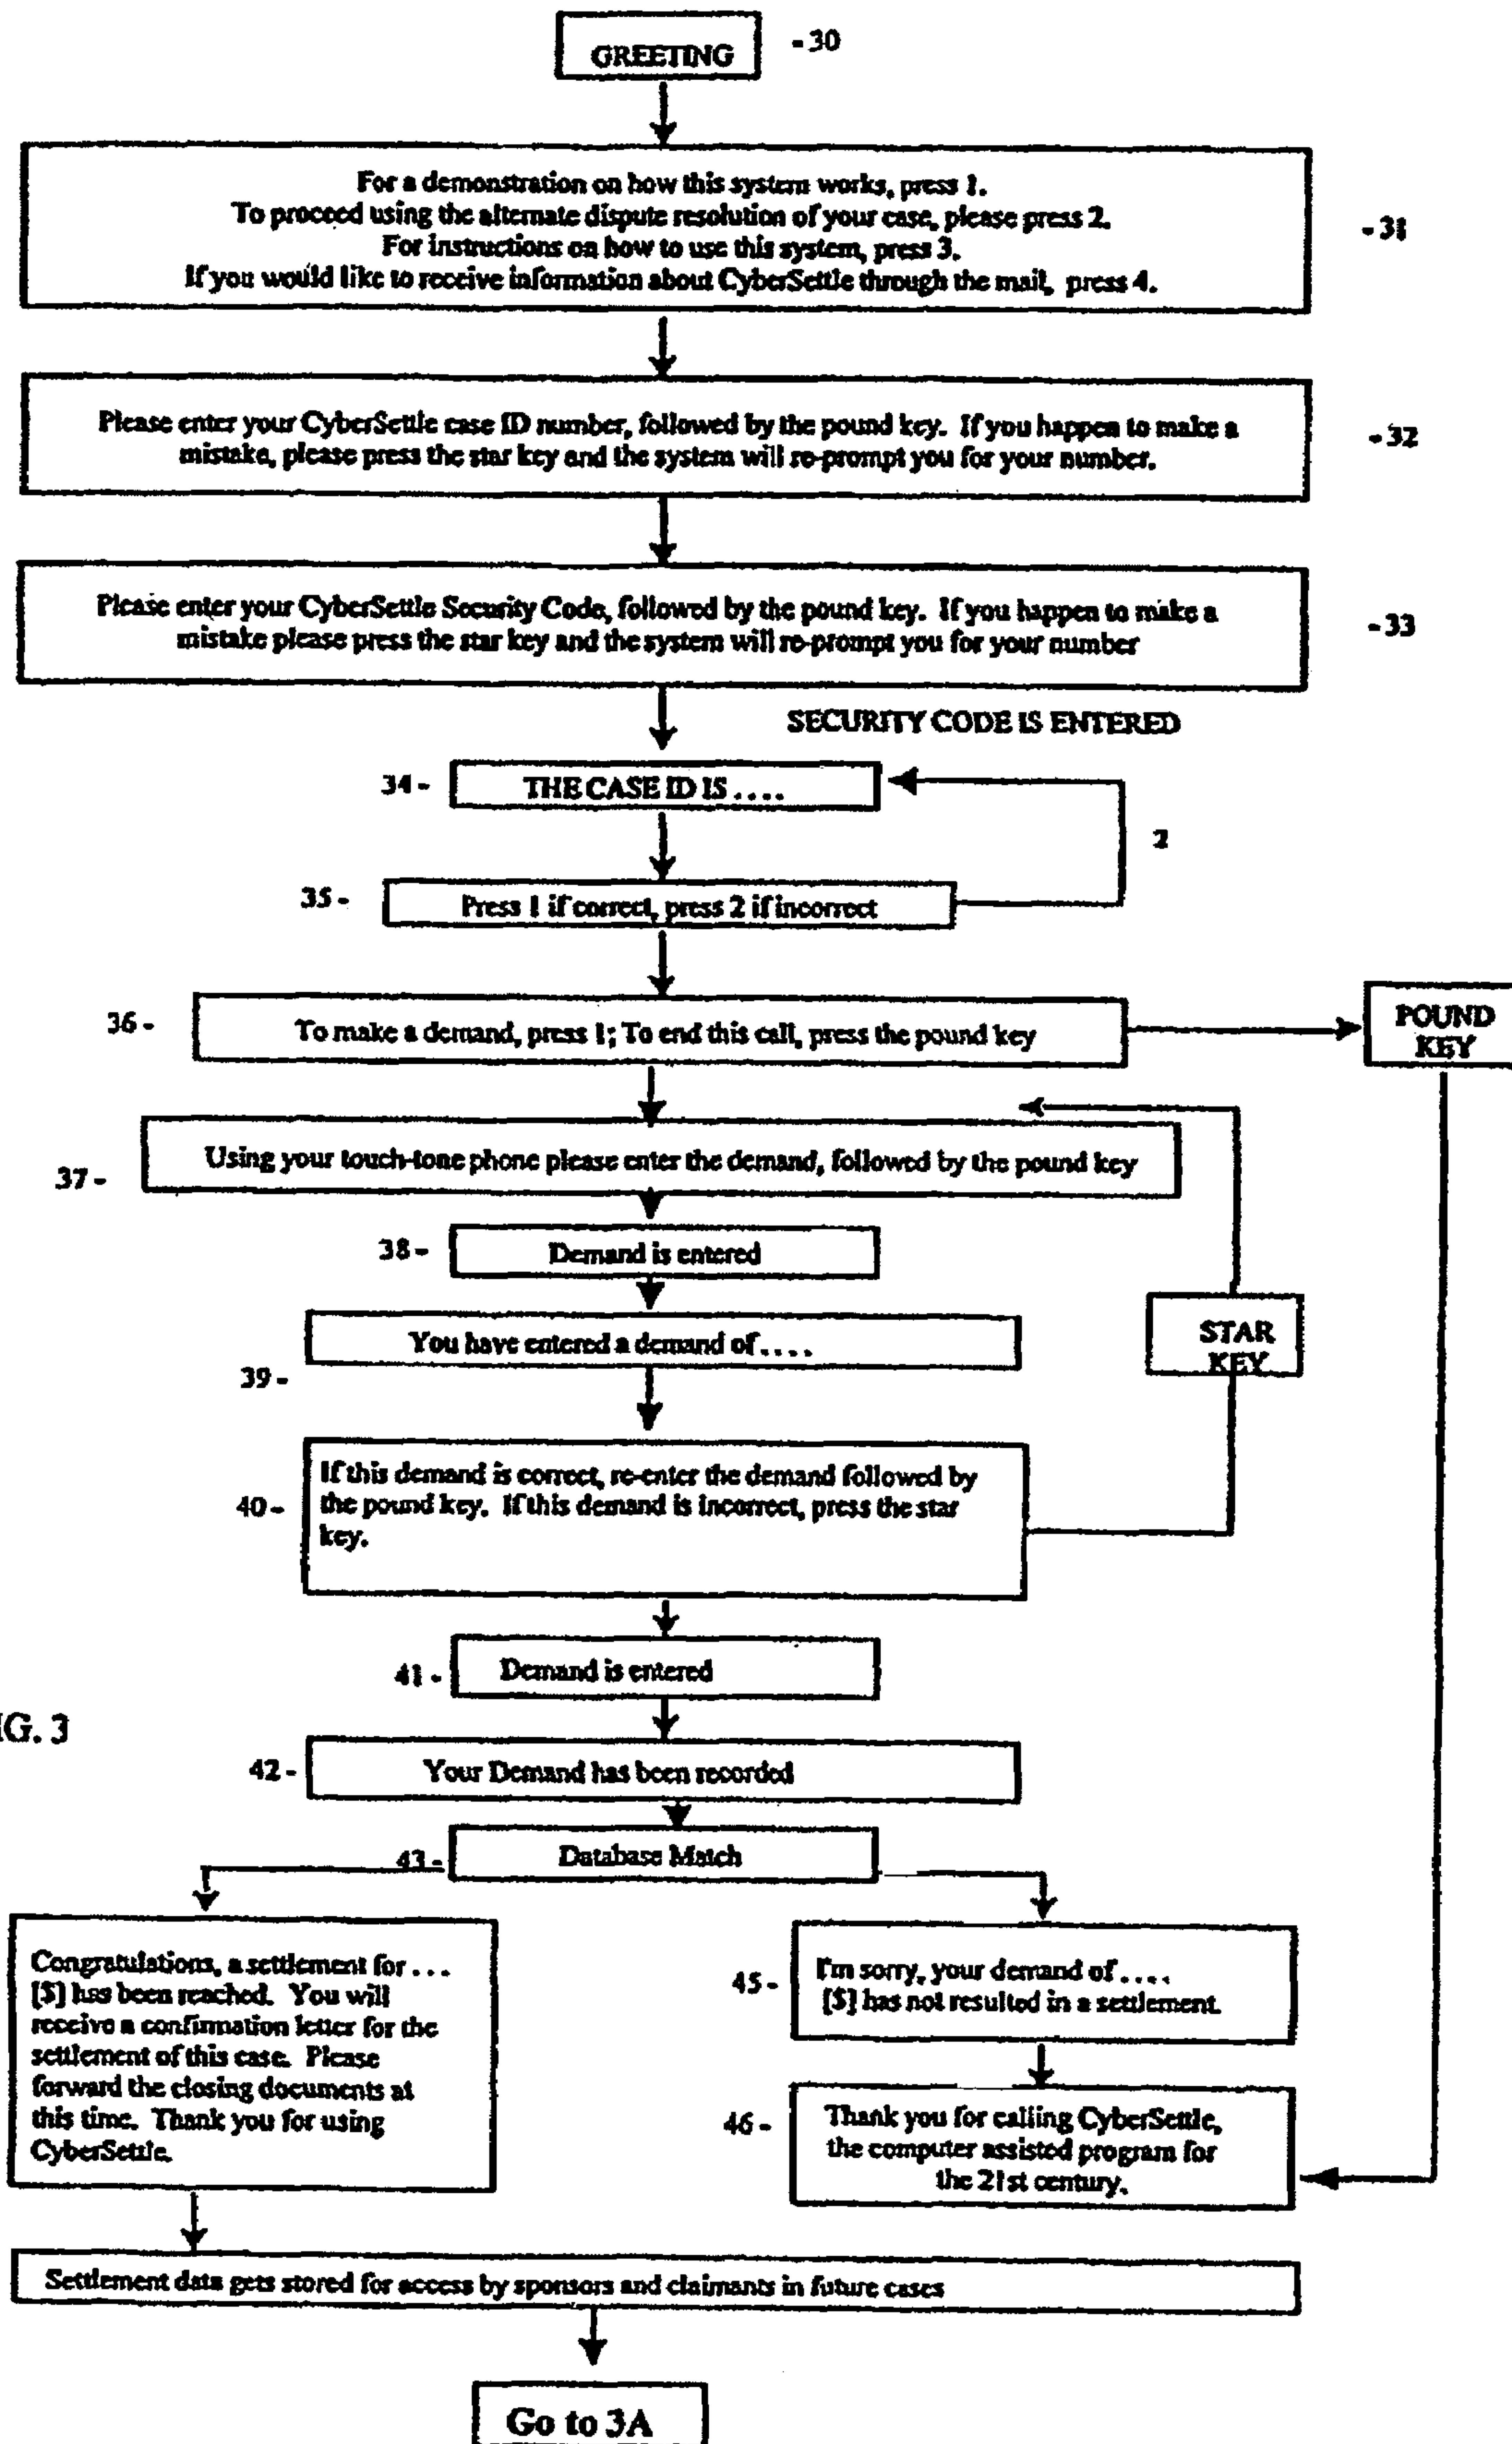 GREETING
- 30
For a demonstration on how this system works, press 1.
To proceed using the alternate dispute resolution of your case, please press 2.
For instructions on how to use this system, press 3.
If you would like to receive information about CyberSettle through the mail, press 4.
- 31
Please enter your CyberSettle case ID number, followed by the pound key. If you happen to make a
mistake, please press the star key and the system will re-prompt you for your number.
- 32
Please enter your CyberSettle Security Code, followed by the pound key. If you happen to make a
mistake please press the star key and the system will re-prompt you for your number
- 33
SECURITY CODE IS ENTERED
34 -
THE CASE ID IS ....
2
35 -
Press 1 if correct, press 2 if incorrect
36 -
To make a demand, press 1; To end this call, press the pound key
POUND
KEY
37 -
Using your touch-tone phone please enter the demand, followed by the pound key
38 -
Demand is entered
39 -
You have entered a demand of ....
STAR
KEY
40 -
If this demand is correct, re-enter the demand followed by
the pound key. If this demand is incorrect, press the star
key.
41 -
Demand is entered
IG. 3
42 -
Your Demand has been recorded
43 -
Database Match
Congratulations, a settlement for ...
[$] has been reached. You will
receive a confirmation letter for the
settlement of this case. Please
forward the closing documents at
this time. Thank you for using
CyberSettle.
45 -
I'm sorry, your demand of ....
[$] has not resulted in a settlement.
46 -
Thank you for calling CyberSettle,
the computer assisted program for
the 21st century.
Settlement data gets stored for access by sponsors and claimants in future cases
Go to 3A